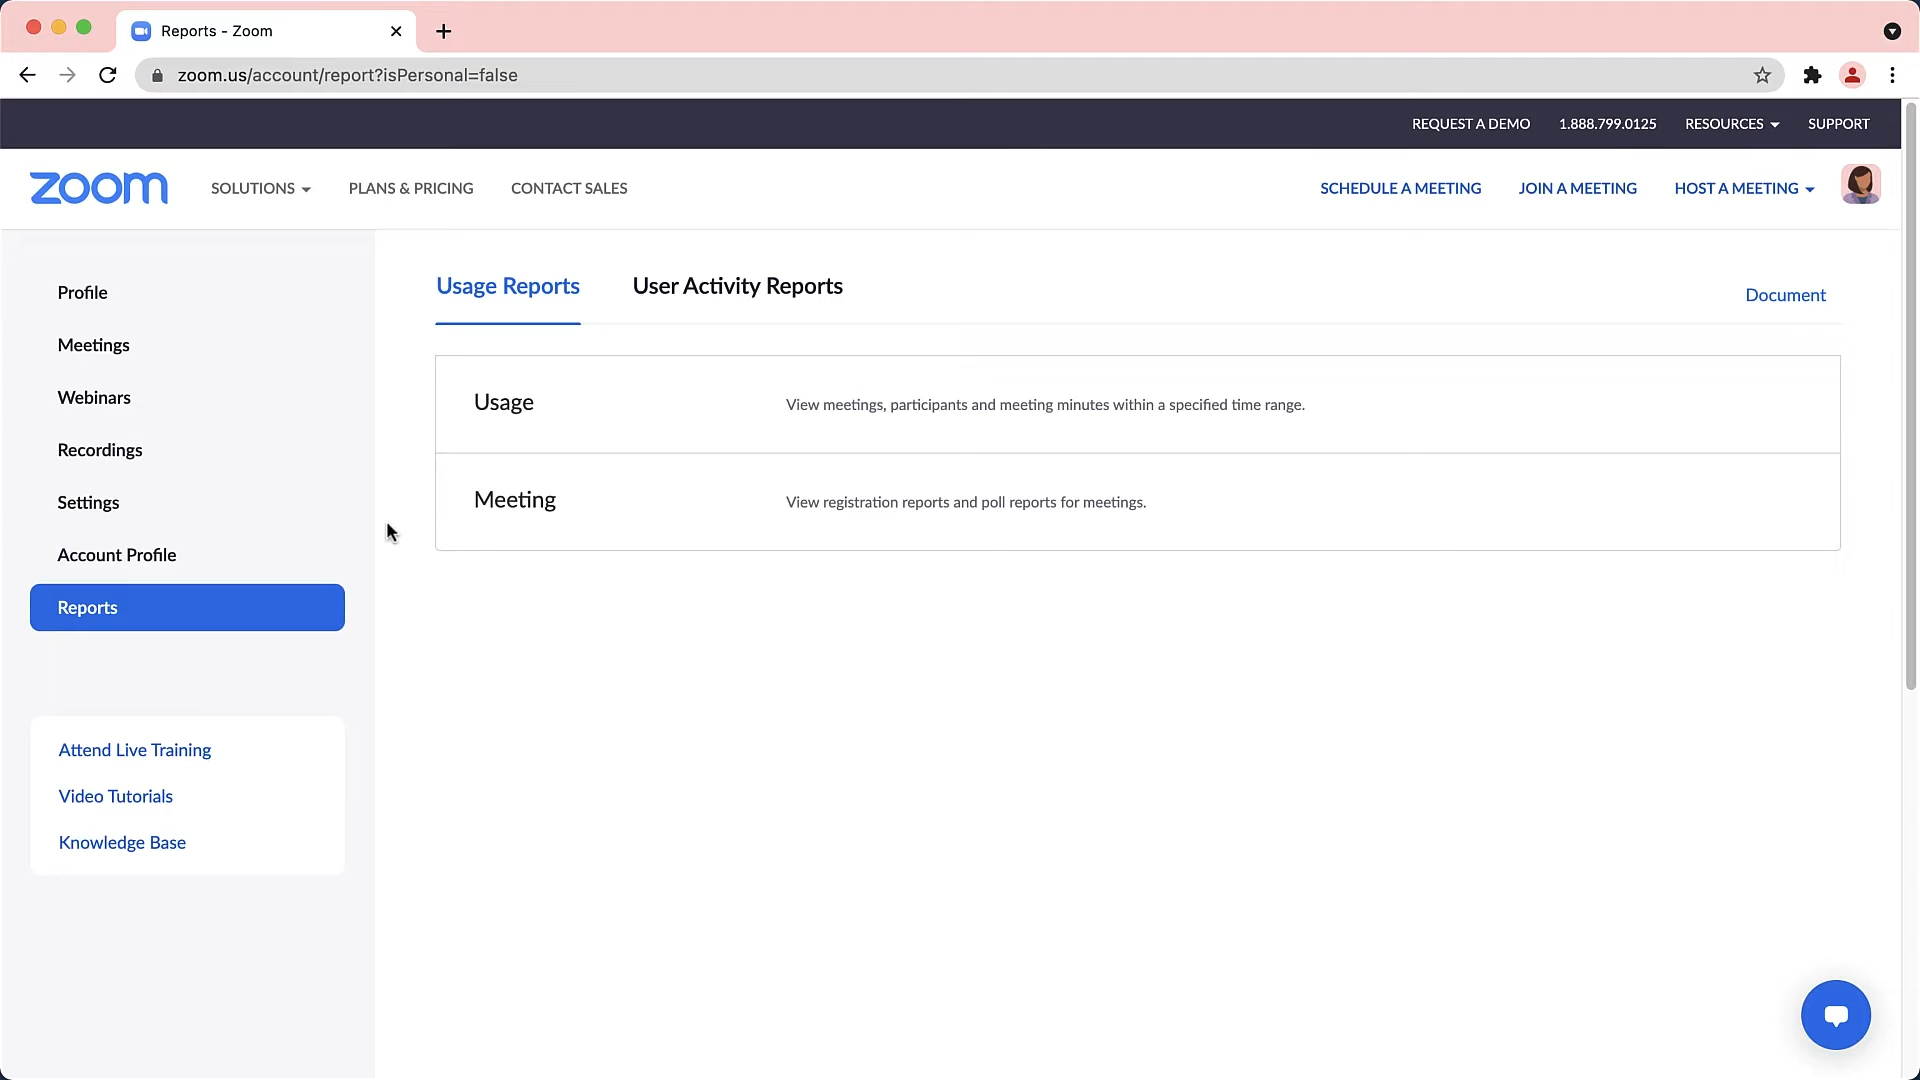 Reports - Zoom
zoom.us/account/report?isPersonal=false
REQUEST A DEMO 1.888.799.0125 RESOURCES SUPPORT
zoom SOLUTIONS PLANS & PRICING CONTACT SALES SCHEDULE A MEETING JOIN A MEETING HOST A MEETING
Profile
Meetings
Webinars
Recordings
Settings
Account Profile
Reports
Attend Live Training
Video Tutorials
Knowledge Base
Usage Reports User Activity Reports
Document
Usage View meetings, participants and meeting minutes within a specified time range.
Meeting View registration reports and poll reports for meetings.